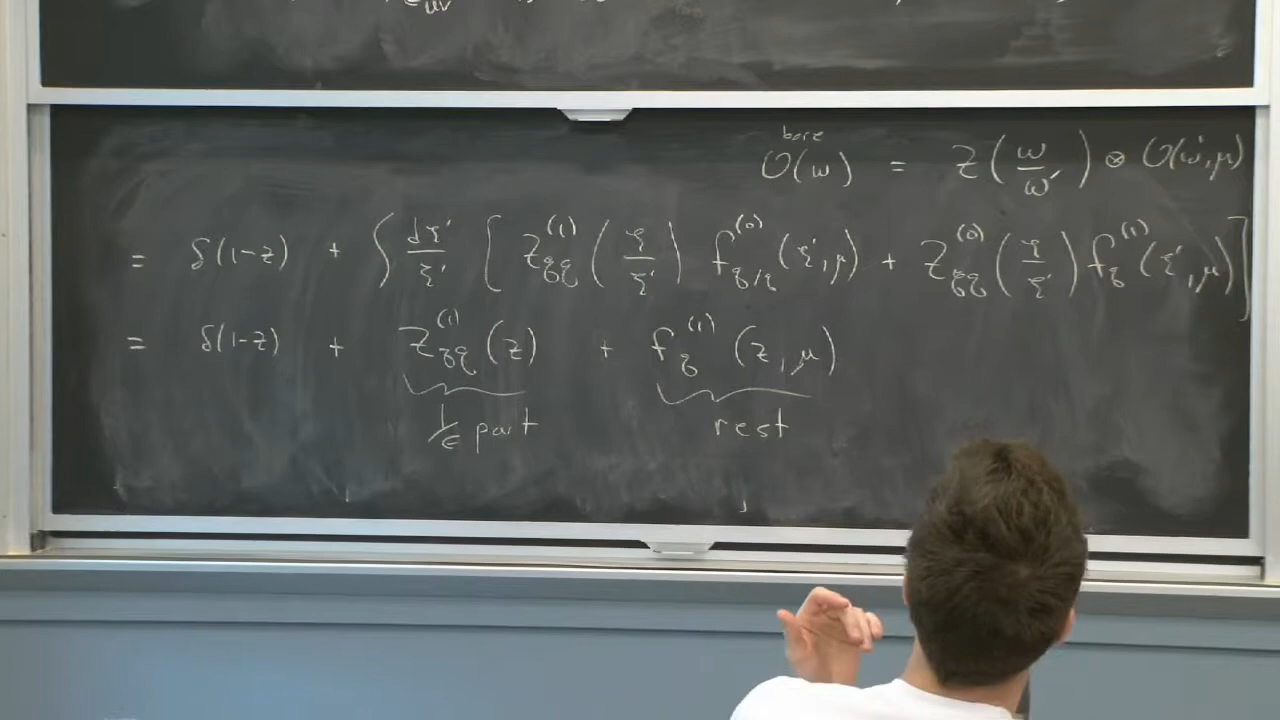 μν
bare
O(ω) = Z(ω/ω′) ⊗ O(ω′,μ)
= δ(1-z) + ∫ dξ′/ξ′ [ Z_qq^(1) (ξ/ξ′) f_q/q^(0) (ξ′,μ) + Z_qq^(0) (ξ/ξ′) f_q^(1) (ξ′,μ) ]
= δ(1-z) + Z_qq^(1) (z) + f_q^(1) (z,μ)
1/ε part rest